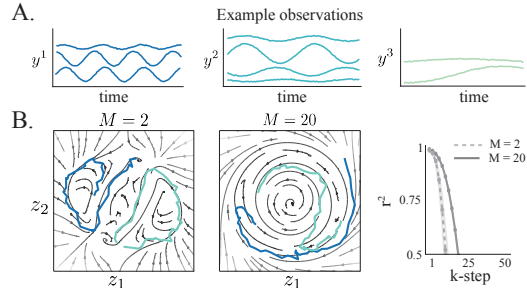 A.
Example observations
y¹
y²
y³
time
time
time
B.
M = 2
M = 20
z₂
z₁
z₁
M = 2
M = 20
r²
1
0.75
0.5
1
25
50
k-step